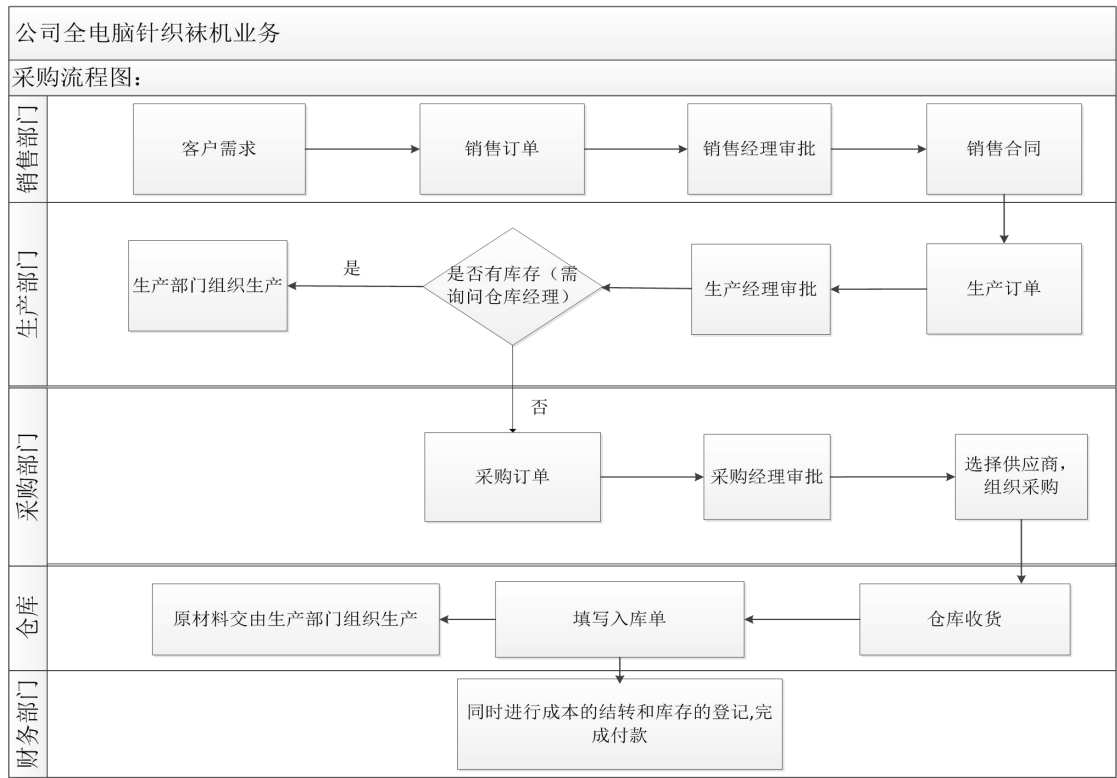 公司全电脑针织袜机业务
采购流程图：
销售部门
客户需求
销售订单
销售经理审批
销售合同
生产部门
生产部门组织生产
是
是否有库存（需
询问仓库经理）
生产经理审批
生产订单
否
采购部门
采购订单
采购经理审批
选择供应商，
组织采购
仓库
原材料交由生产部门组织生产
填写入库单
仓库收货
财务部门
同时进行成本的结转和库存的登记,完
成付款